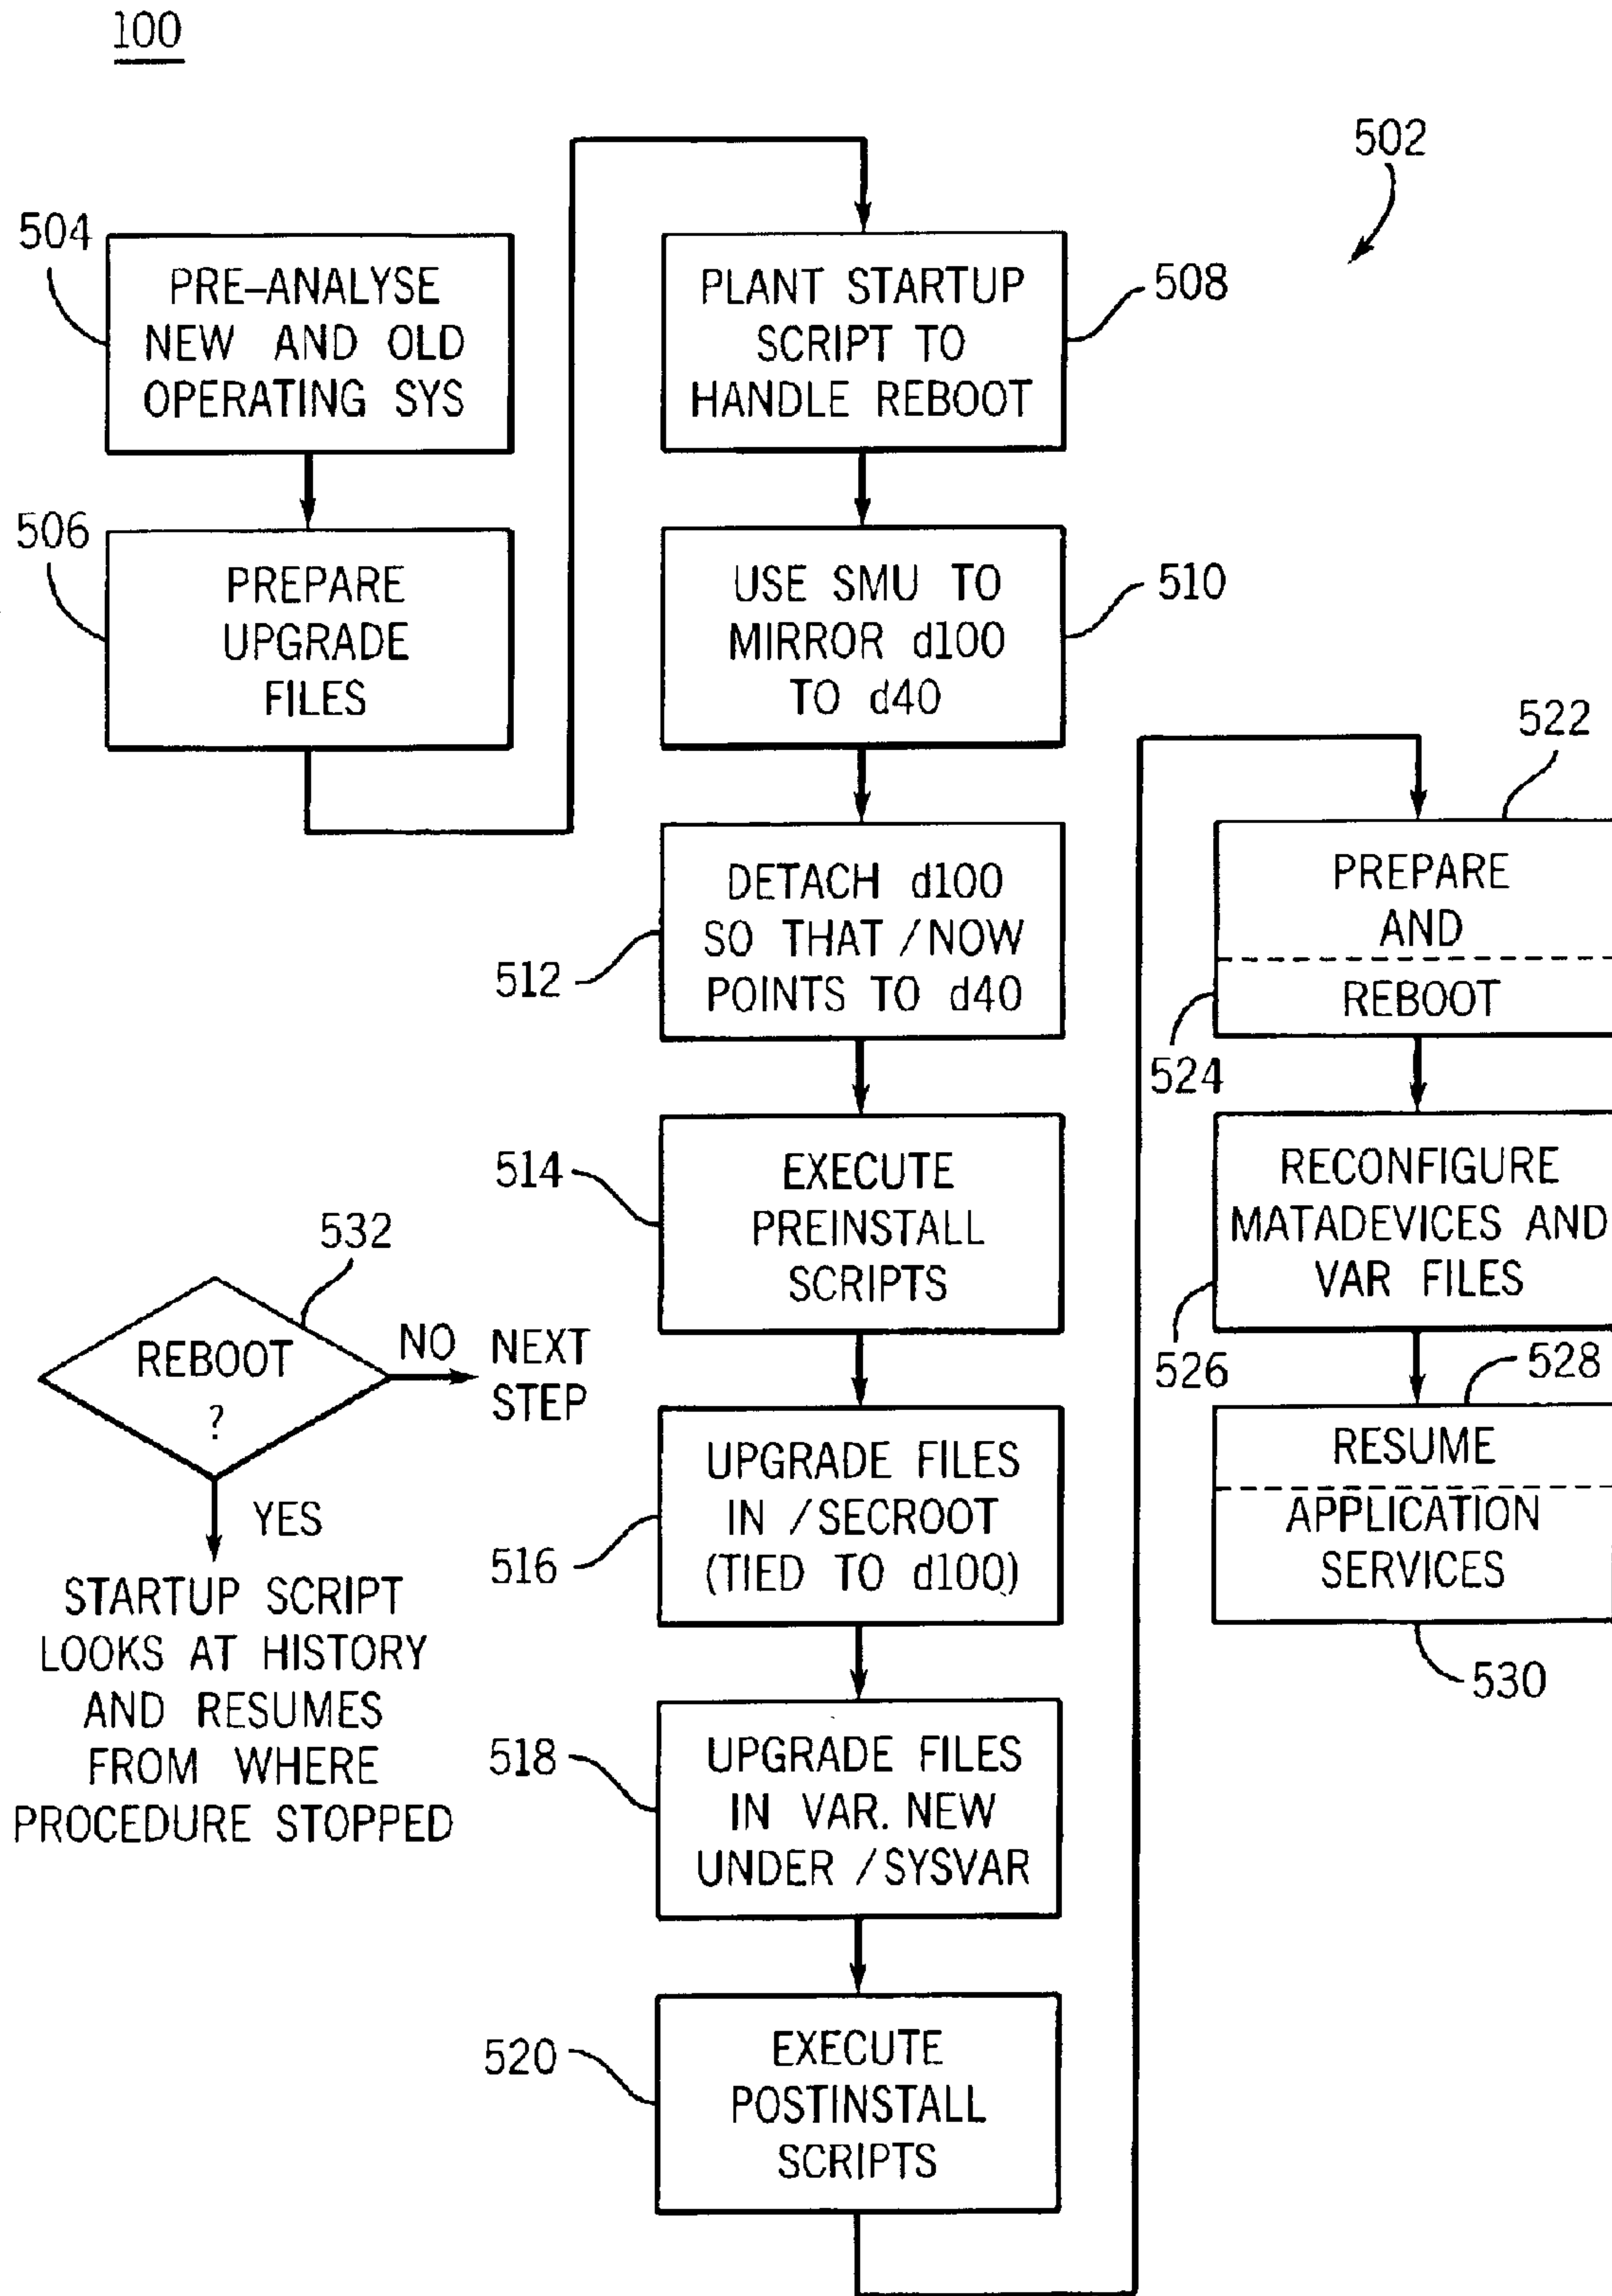 100
502
504
PRE-ANALYSE
NEW AND OLD
OPERATING SYS
506
PREPARE
UPGRADE
FILES
508
PLANT STARTUP
SCRIPT TO
HANDLE REBOOT
510
USE SMU TO
MIRROR d100
TO d40
512
DETACH d100
SO THAT /NOW
POINTS TO d40
514
EXECUTE
PREINSTALL
SCRIPTS
516
UPGRADE FILES
IN /SECROOT
(TIED TO d100)
518
UPGRADE FILES
IN VAR. NEW
UNDER /SYSVAR
520
EXECUTE
POSTINSTALL
SCRIPTS
522
PREPARE
AND
REBOOT
524
RECONFIGURE
MATADEVICES AND
VAR FILES
526
528
RESUME
APPLICATION
SERVICES
530
532
REBOOT
?
NO
NEXT
STEP
YES
STARTUP SCRIPT
LOOKS AT HISTORY
AND RESUMES
FROM WHERE
PROCEDURE STOPPED